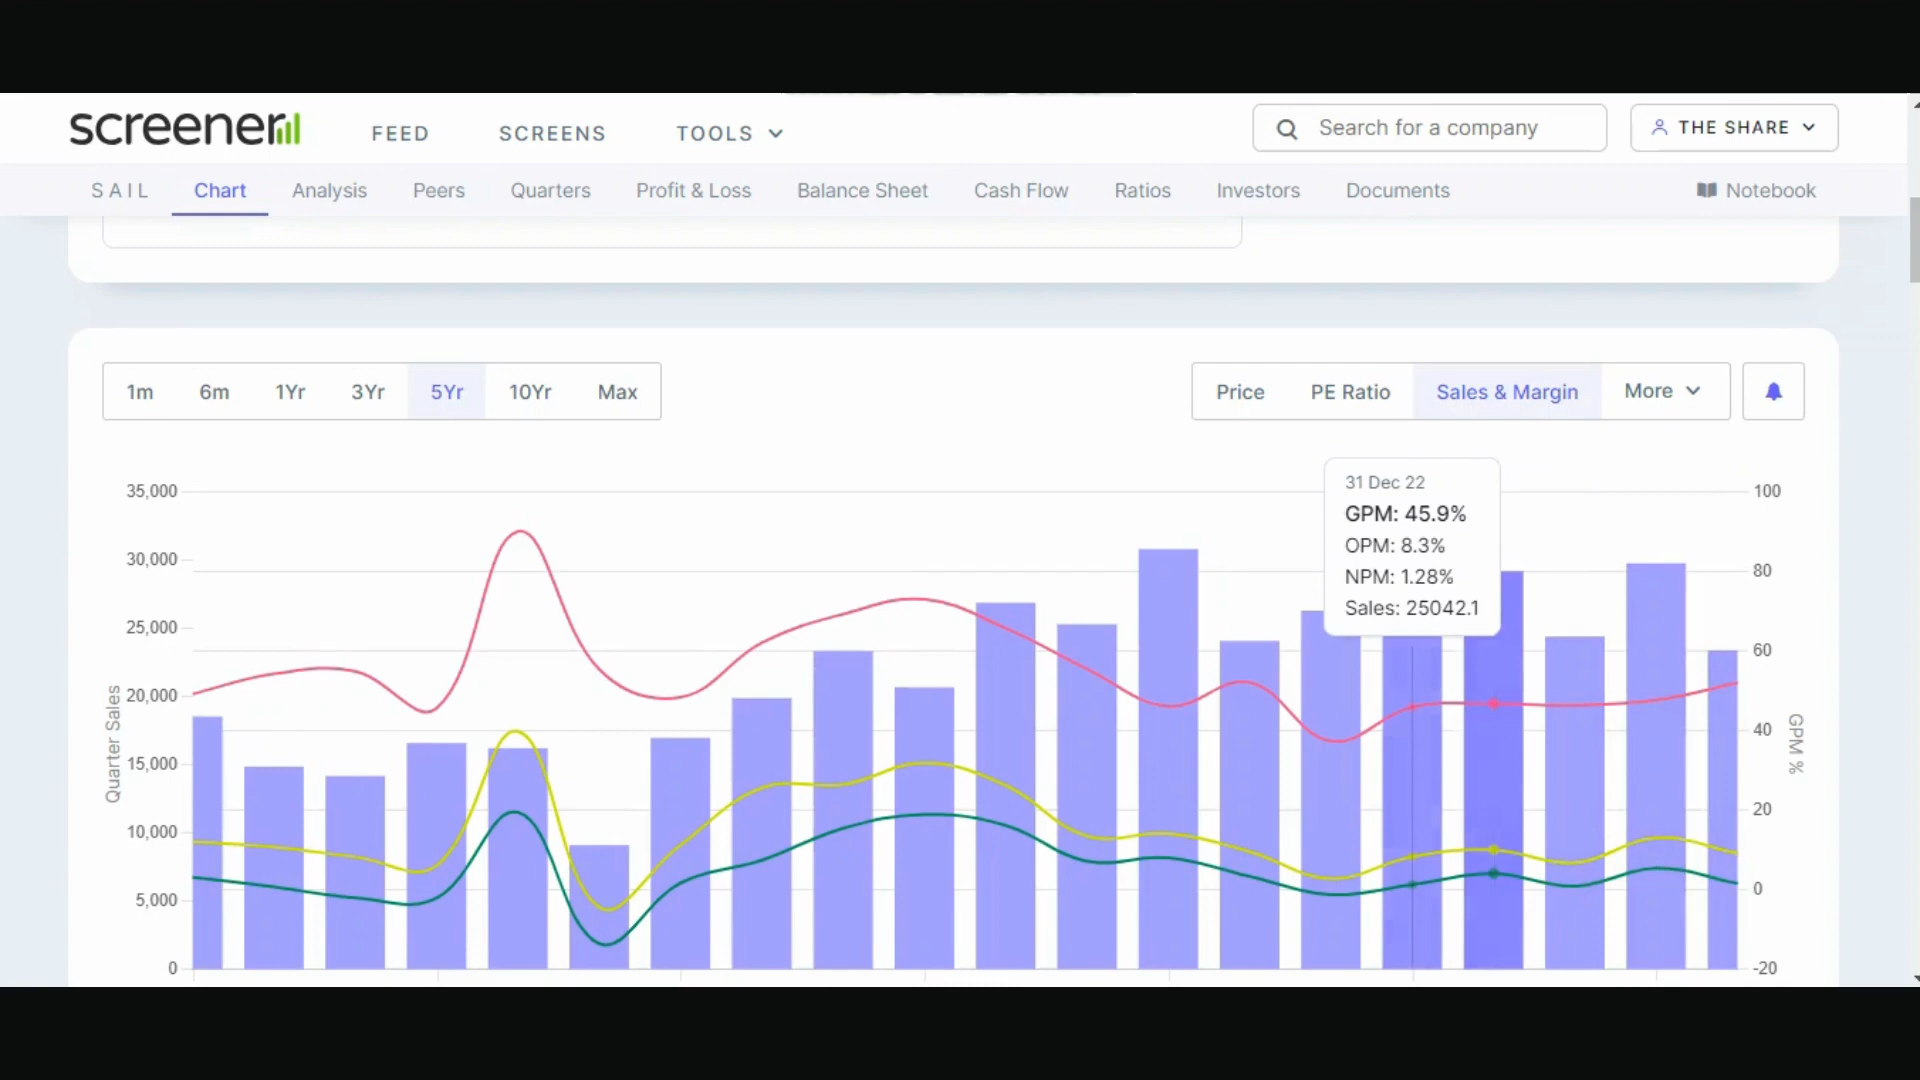 screener
FEED
SCREENS
TOOLS
Search for a company
THE SHARE
S A I L
Chart
Analysis
Peers
Quarters
Profit & Loss
Balance Sheet
Cash Flow
Ratios
Investors
Documents
Notebook
1m
6m
1Yr
3Yr
5Yr
10Yr
Max
Price
PE Ratio
Sales & Margin
More
31 Dec 22
GPM: 45.9%
OPM: 8.3%
NPM: 1.28%
Sales: 25042.1
35,000
30,000
25,000
20,000
15,000
10,000
5,000
0
Quarter Sales
100
80
60
40
20
0
-20
GPM %